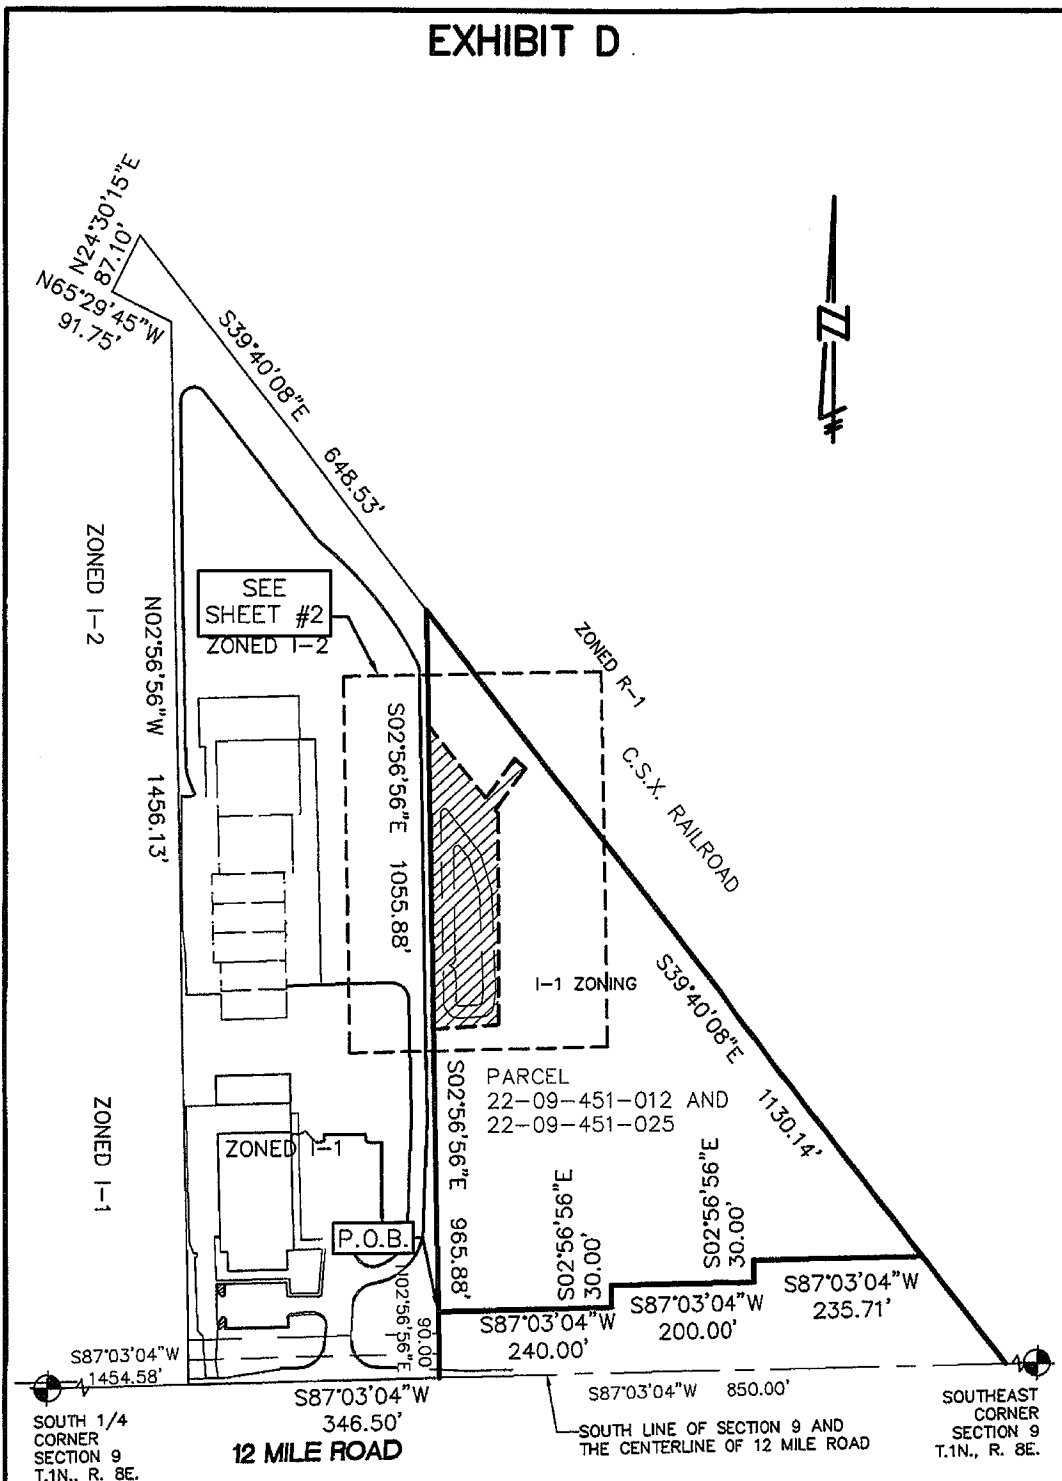 EXHIBIT D
N24°30'15"E
87.10'
N65°29'45"W
91.75'
S39°40'08"E
648.53'
N
ZONED I-2
N02°56'56"W 1456.13'
SEE
SHEET #2
ZONED I-2
ZONED R-1
C.S.X. RAILROAD
S02°56'56"E 1055.88'
I-1 ZONING
S39°40'08"E
1130.14'
PARCEL
22-09-451-012 AND
22-09-451-025
S02°56'56"E 965.88'
ZONED I-1
ZONED I-1
P.O.B.
S02°56'56"E
30.00'
S02°56'56"E
30.00'
N02°56'56"E
90.00'
S87°03'04"W
240.00'
S87°03'04"W
200.00'
S87°03'04"W
235.71'
S87°03'04"W
1454.58'
S87°03'04"W
346.50'
S87°03'04"W 850.00'
SOUTH 1/4
CORNER
SECTION 9
T.1N., R. 8E.
12 MILE ROAD
SOUTH LINE OF SECTION 9 AND
THE CENTERLINE OF 12 MILE ROAD
SOUTHEAST
CORNER
SECTION 9
T.1N., R. 8E.